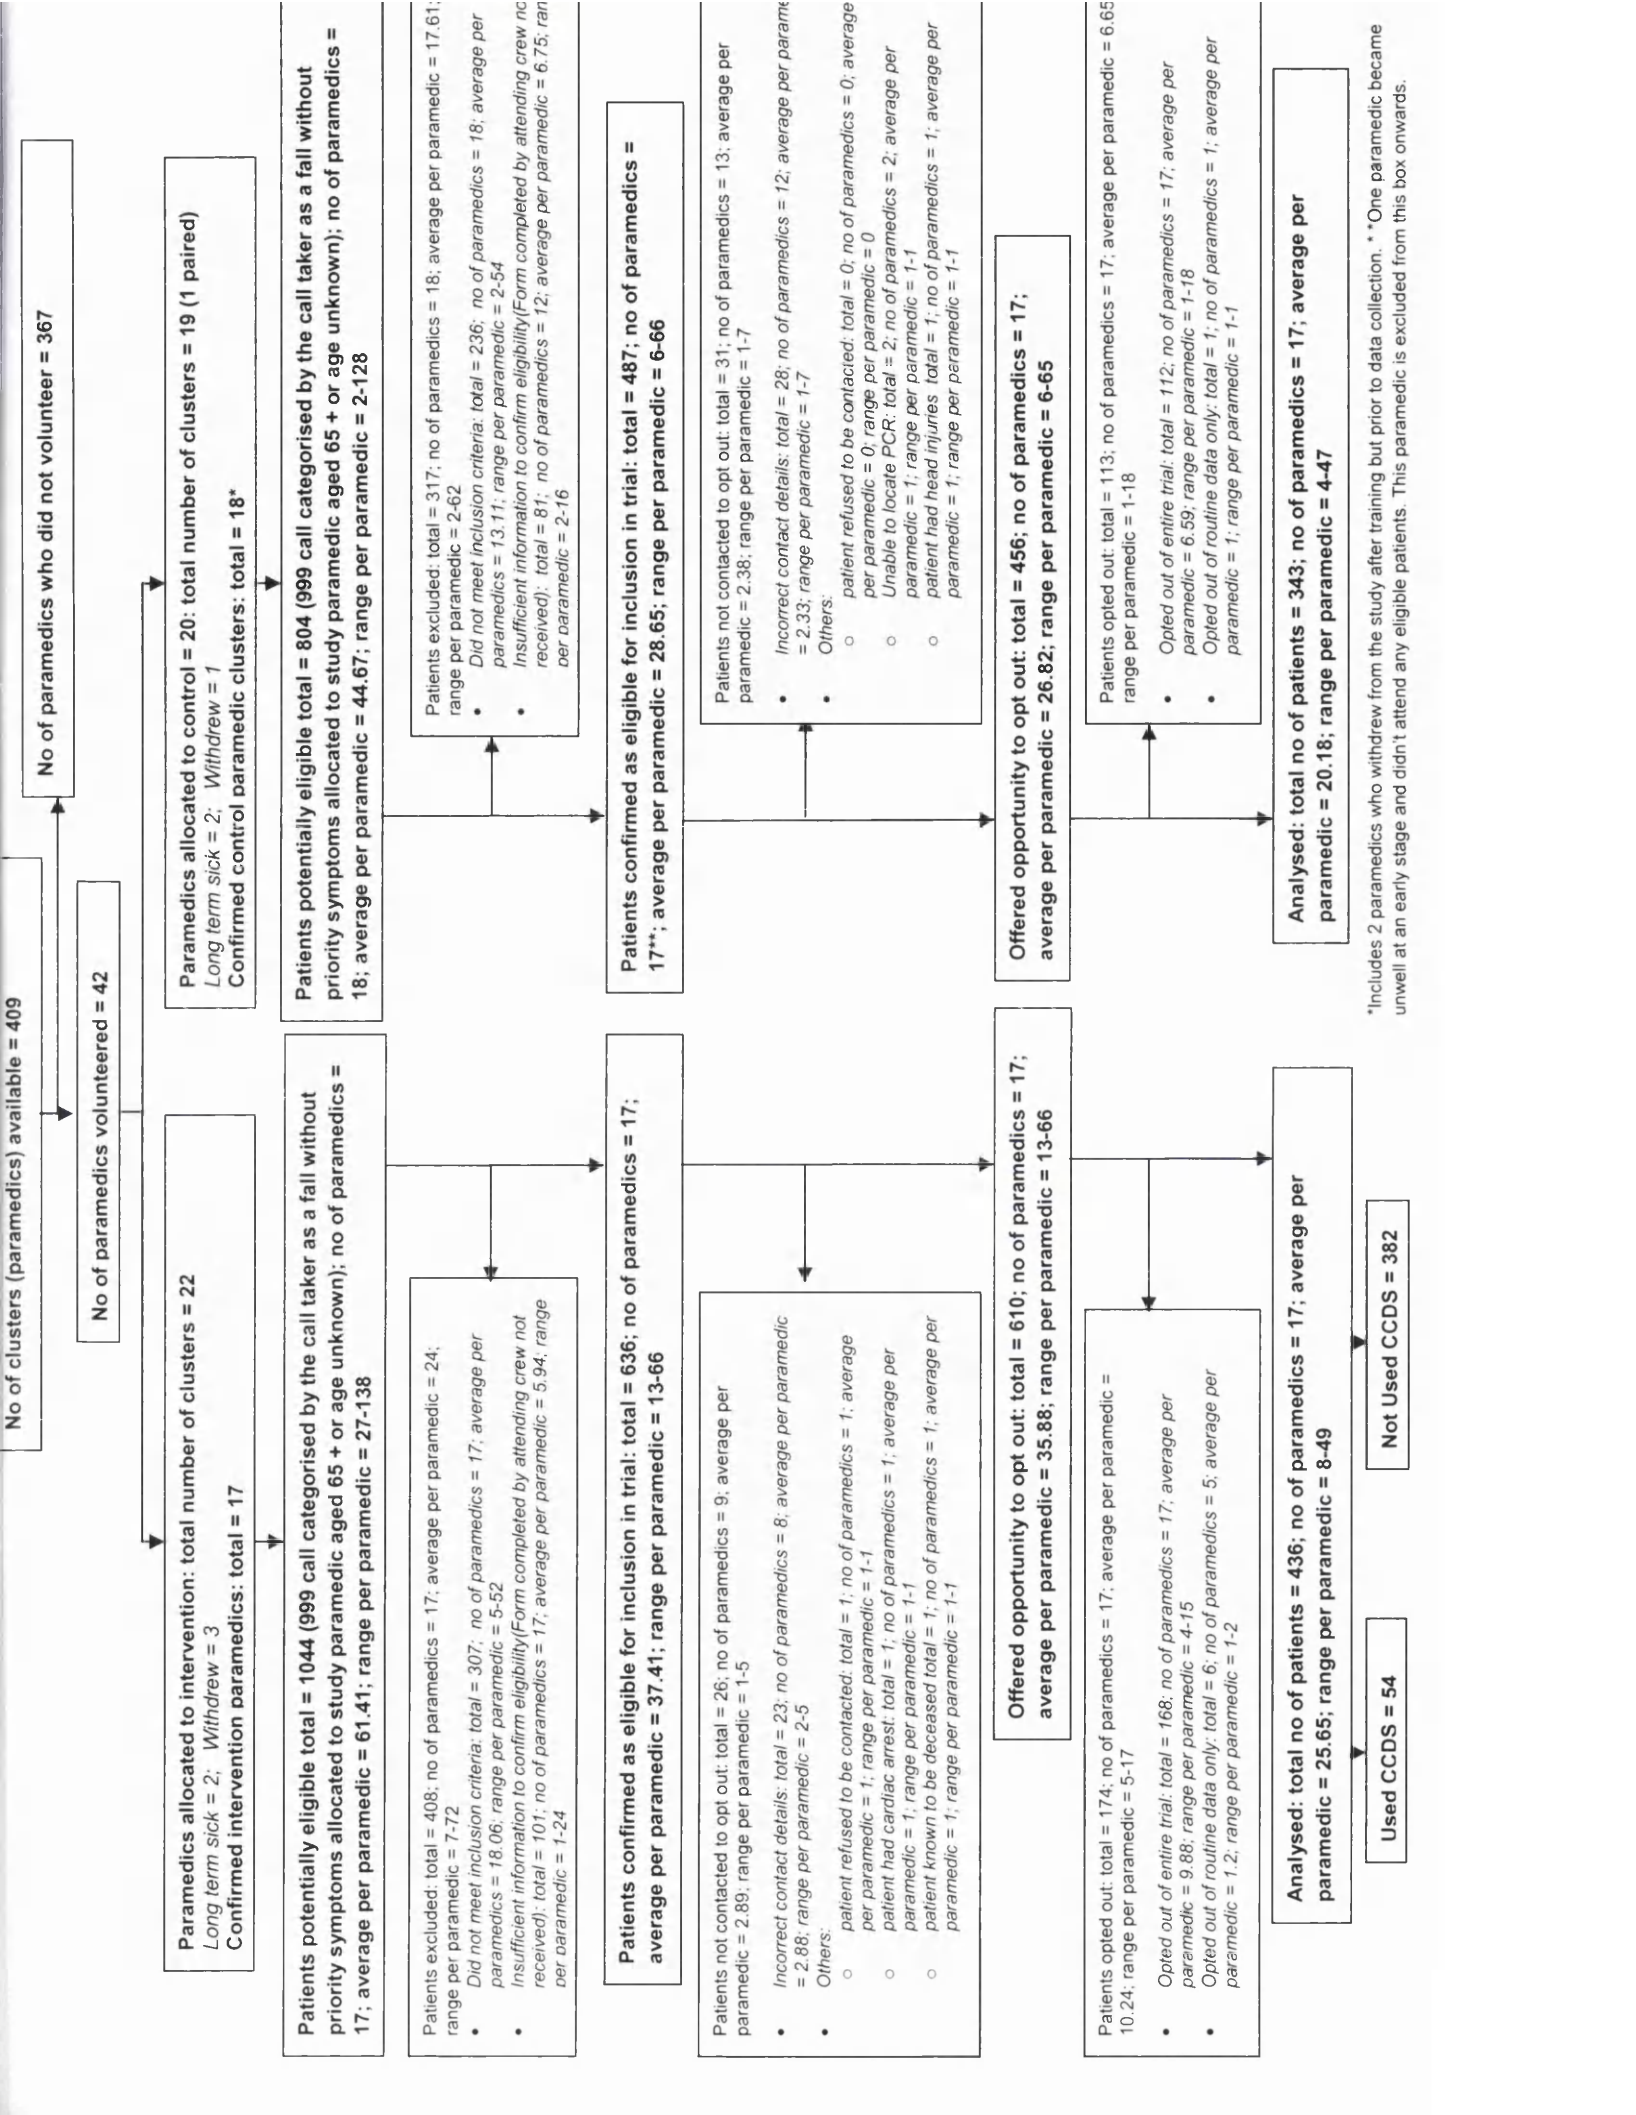 No of clusters (paramedics) available = 409
No of paramedics who did not volunteer = 367
No of paramedics volunteered = 42
Paramedics allocated to intervention: total number of clusters = 22
Long term sick = 2;   Withdrew = 3
Confirmed intervention paramedics: total = 17
Patients potentially eligible total = 1044 (999 call categorised by the call taker as a fall without
priority symptoms allocated to study paramedic aged 65 + or age unknown); no of paramedics =
17; average per paramedic = 61.41; range per paramedic = 27-138
Patients excluded: total = 408; no of paramedics = 17; average per paramedic = 24;
range per paramedic = 7-72
• Did not meet inclusion criteria: total = 307;  no of paramedics = 17; average per
paramedics = 18.06; range per paramedic = 5-52
• Insufficient information to confirm eligibility(Form completed by attending crew not
received): total = 101; no of paramedics = 17; average per paramedic = 5.94; range
per paramedic = 1-24
Patients confirmed as eligible for inclusion in trial: total = 636; no of paramedics = 17;
average per paramedic = 37.41; range per paramedic = 13-66
Patients not contacted to opt out: total = 26; no of paramedics = 9; average per
paramedic = 2.89; range per paramedic = 1-5
• Incorrect contact details: total = 23; no of paramedics = 8; average per paramedic
= 2.88; range per paramedic = 2-5
• Others:
○ patient refused to be contacted: total = 1; no of paramedics = 1; average
per paramedic = 1; range per paramedic = 1-1
○ patient had cardiac arrest: total = 1; no of paramedics = 1; average per
paramedic = 1; range per paramedic = 1-1
○ patient known to be deceased total = 1; no of paramedics = 1; average per
paramedic = 1; range per paramedic = 1-1
Offered opportunity to opt out: total = 610; no of paramedics = 17;
average per paramedic = 35.88; range per paramedic = 13-66
Patients opted out: total = 174; no of paramedics = 17; average per paramedic =
10.24; range per paramedic = 5-17
• Opted out of entire trial: total = 168; no of paramedics = 17; average per
paramedic = 9.88; range per paramedic = 4-15
• Opted out of routine data only: total = 6; no of paramedics = 5; average per
paramedic = 1.2; range per paramedic = 1-2
Analysed: total no of patients = 436; no of paramedics = 17; average per
paramedic = 25.65; range per paramedic = 8-49
Used CCDS = 54
Not Used CCDS = 382
Paramedics allocated to control = 20: total number of clusters = 19 (1 paired)
Long term sick = 2;   Withdrew = 1
Confirmed control paramedic clusters: total = 18*
Patients potentially eligible total = 804 (999 call categorised by the call taker as a fall without
priority symptoms allocated to study paramedic aged 65 + or age unknown); no of paramedics =
18; average per paramedic = 44.67; range per paramedic = 2-128
Patients excluded: total = 317; no of paramedics = 18; average per paramedic = 17.61;
range per paramedic = 2-62
• Did not meet inclusion criteria: total = 236;  no of paramedics = 18; average per
paramedics = 13.11; range per paramedic = 2-54
• Insufficient information to confirm eligibility(Form completed by attending crew
received): total = 81;  no of paramedics = 12; average per paramedic = 6.75;
per paramedic = 2-16
Patients confirmed as eligible for inclusion in trial: total = 487; no of paramedics =
17**; average per paramedic = 28.65; range per paramedic = 6-66
Patients not contacted to opt out: total = 31; no of paramedics = 13; average per
paramedic = 2.38; range per paramedic = 1-7
• Incorrect contact details: total = 28; no of paramedics = 12; average per
= 2.33; range per paramedic = 1-7
• Others:
○ patient refused to be contacted: total = 0; no of paramedics = 0; average
per paramedic = 0; range per paramedic = 0
○ Unable to locate PCR: total = 2; no of paramedics = 2; average per
paramedic = 1; range per paramedic = 1-1
○ patient had head injuries  total = 1; no of paramedics = 1; average per
paramedic = 1; range per paramedic = 1-1
Offered opportunity to opt out: total = 456; no of paramedics = 17;
average per paramedic = 26.82; range per paramedic = 6-65
Patients opted out: total = 113; no of paramedics = 17; average per paramedic = 6.65
range per paramedic = 1-18
• Opted out of entire trial: total = 112; no of paramedics = 17; average per
paramedic = 6.59; range per paramedic = 1-18
• Opted out of routine data only: total = 1; no of paramedics = 1; average per
paramedic = 1; range per paramedic = 1-1
Analysed: total no of patients = 343; no of paramedics = 17; average per
paramedic = 20.18; range per paramedic = 4-47
*Includes 2 paramedics who withdrew from the study after training but prior to data collection. * *One paramedic became
unwell at an early stage and didn't attend any eligible patients. This paramedic is excluded from this box onwards.